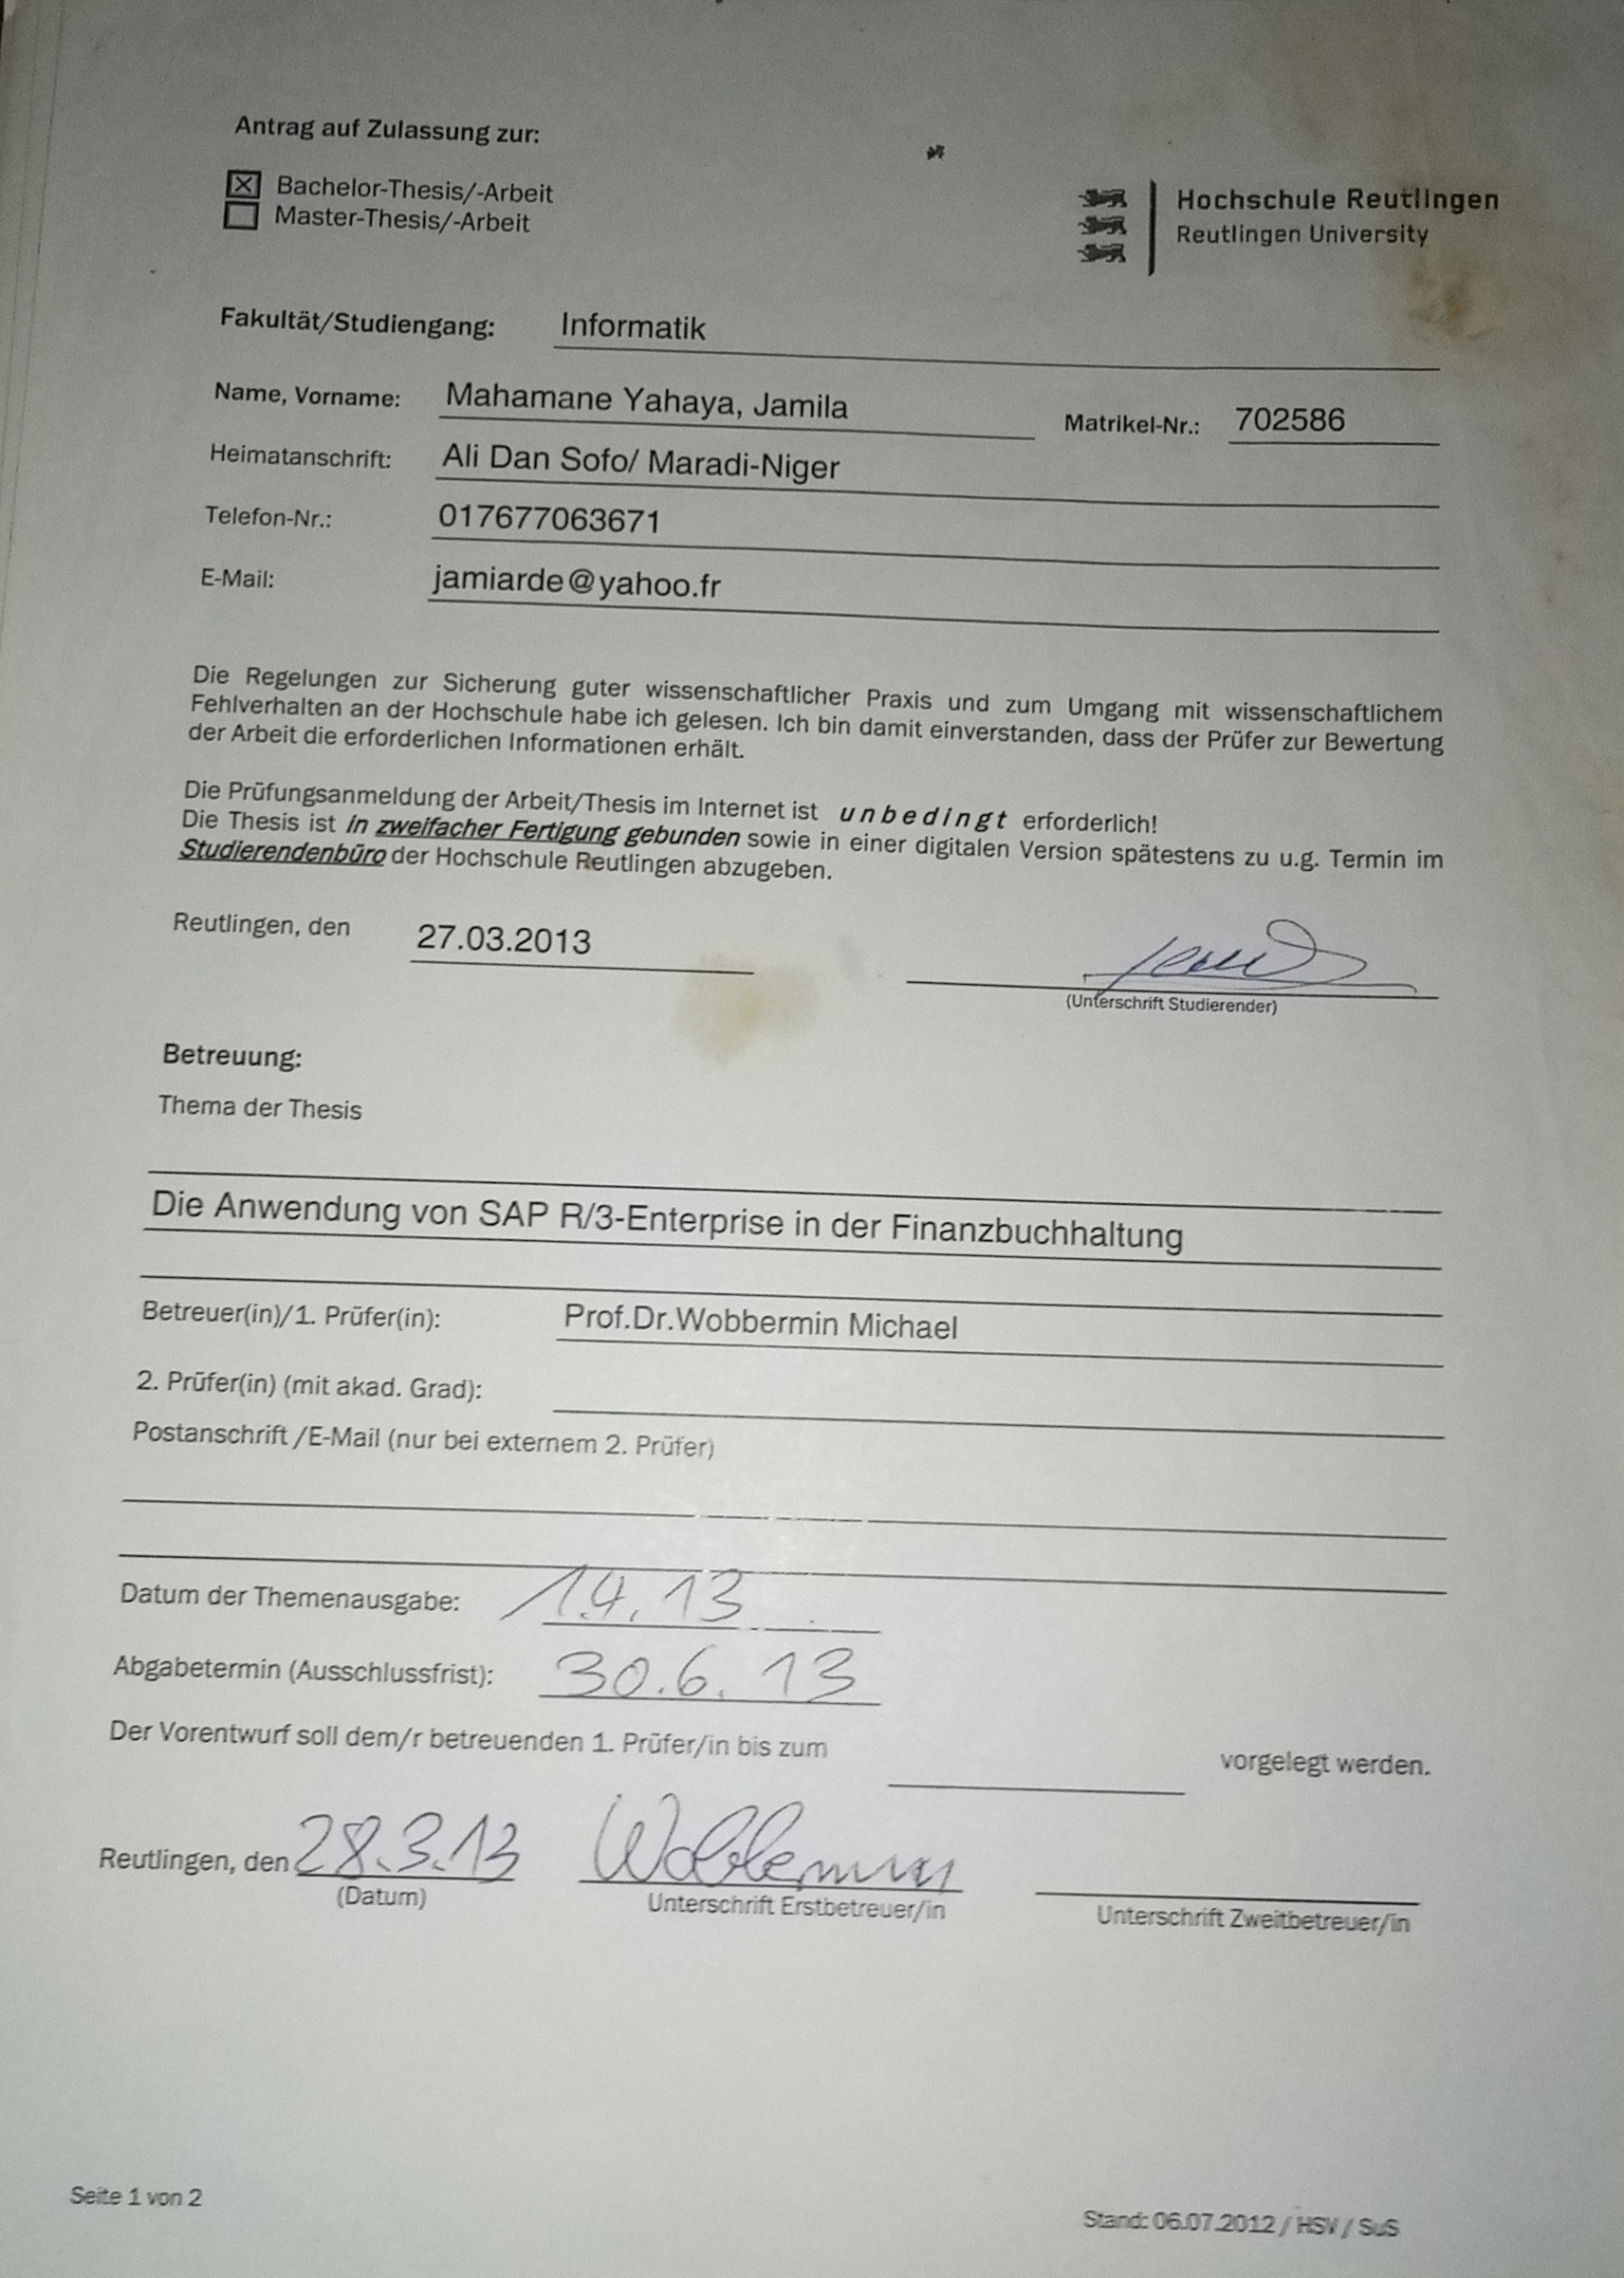 Antrag auf Zulassung zur:
☒ Bachelor-Thesis/-Arbeit
☐ Master-Thesis/-Arbeit
Hochschule Reutlingen
Reutlingen University
Fakultät/Studiengang: Informatik
Name, Vorname: Mahamane Yahaya, Jamila Matrikel-Nr.: 702586
Heimatanschrift: Ali Dan Sofo/ Maradi-Niger
Telefon-Nr.: 017677063671
E-Mail: jamiarde@yahoo.fr
Die Regelungen zur Sicherung guter wissenschaftlicher Praxis und zum Umgang mit wissenschaftlichem
Fehlverhalten an der Hochschule habe ich gelesen. Ich bin damit einverstanden, dass der Prüfer zur Bewertung
der Arbeit die erforderlichen Informationen erhält.
Die Prüfungsanmeldung der Arbeit/Thesis im Internet ist unbedingt erforderlich!
Die Thesis ist in zweifacher Fertigung gebunden sowie in einer digitalen Version spätestens zu u.g. Termin im
Studierendenbüro der Hochschule Reutlingen abzugeben.
Reutlingen, den 27.03.2013
(Unterschrift Studierender)
Betreuung:
Thema der Thesis
Die Anwendung von SAP R/3-Enterprise in der Finanzbuchhaltung
Betreuer(in)/1. Prüfer(in): Prof.Dr.Wobbermin Michael
2. Prüfer(in) (mit akad. Grad):
Postanschrift /E-Mail (nur bei externem 2. Prüfer)
Datum der Themenausgabe: 1.4.13
Abgabetermin (Ausschlussfrist): 30.6.13
Der Vorentwurf soll dem/r betreuenden 1. Prüfer/in bis zum vorgelegt werden.
Reutlingen, den 28.3.13 Wobbermin
(Datum) Unterschrift Erstbetreuer/in Unterschrift Zweitbetreuer/in
Seite 1 von 2
Stand: 06.07.2012 / HSV / SuS